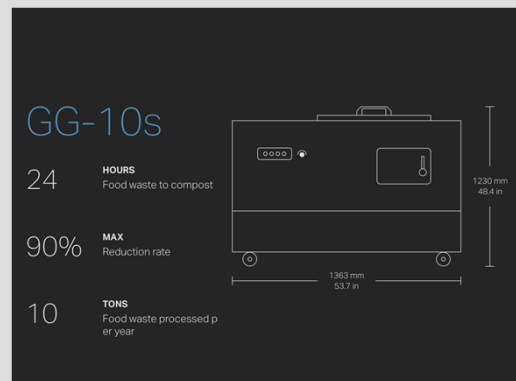 GG-10s
24
HOURS
Food waste to compost
90%
MAX
Reduction rate
10
TONS
Food waste processed p
er year
1230 mm
48.4 in
1363 mm
53.7 in